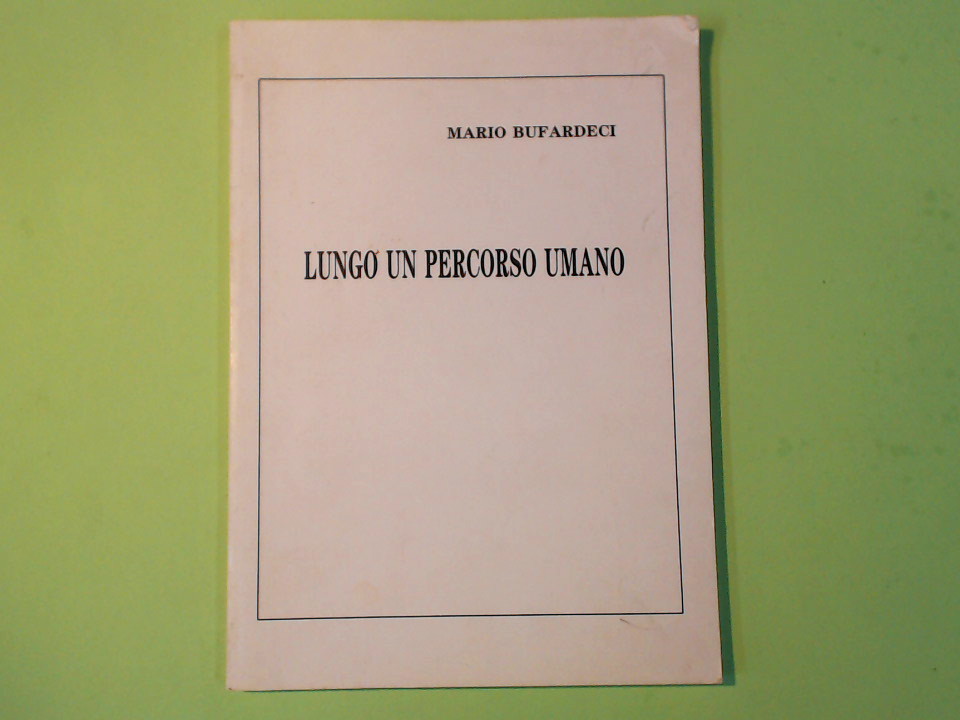 MARIO BUFARDECI
LUNGO UN PERCORSO UMANO